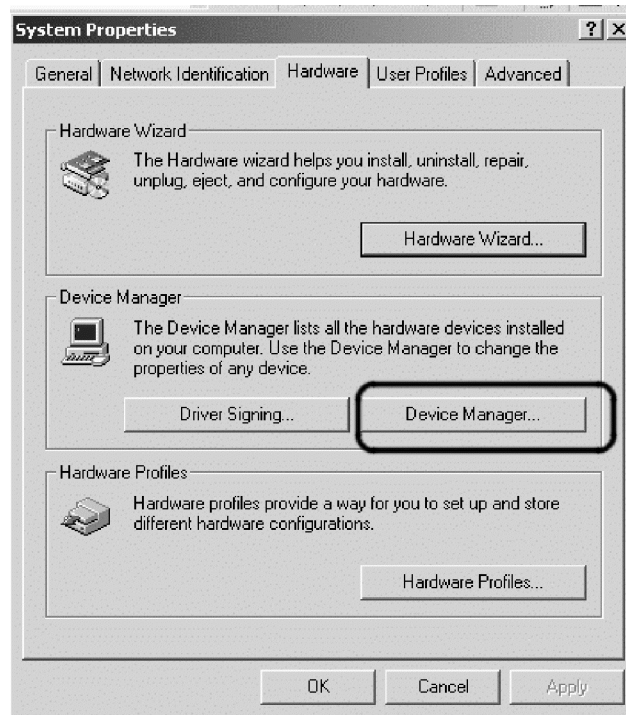 System Properties
? ×
General Network Identification Hardware User Profiles Advanced
Hardware Wizard
The Hardware wizard helps you install, uninstall, repair,
unplug, eject, and configure your hardware.
Hardware Wizard...
Device Manager
The Device Manager lists all the hardware devices installed
on your computer. Use the Device Manager to change the
properties of any device.
Driver Signing... Device Manager...
Hardware Profiles
Hardware profiles provide a way for you to set up and store
different hardware configurations.
Hardware Profiles...
OK Cancel Apply